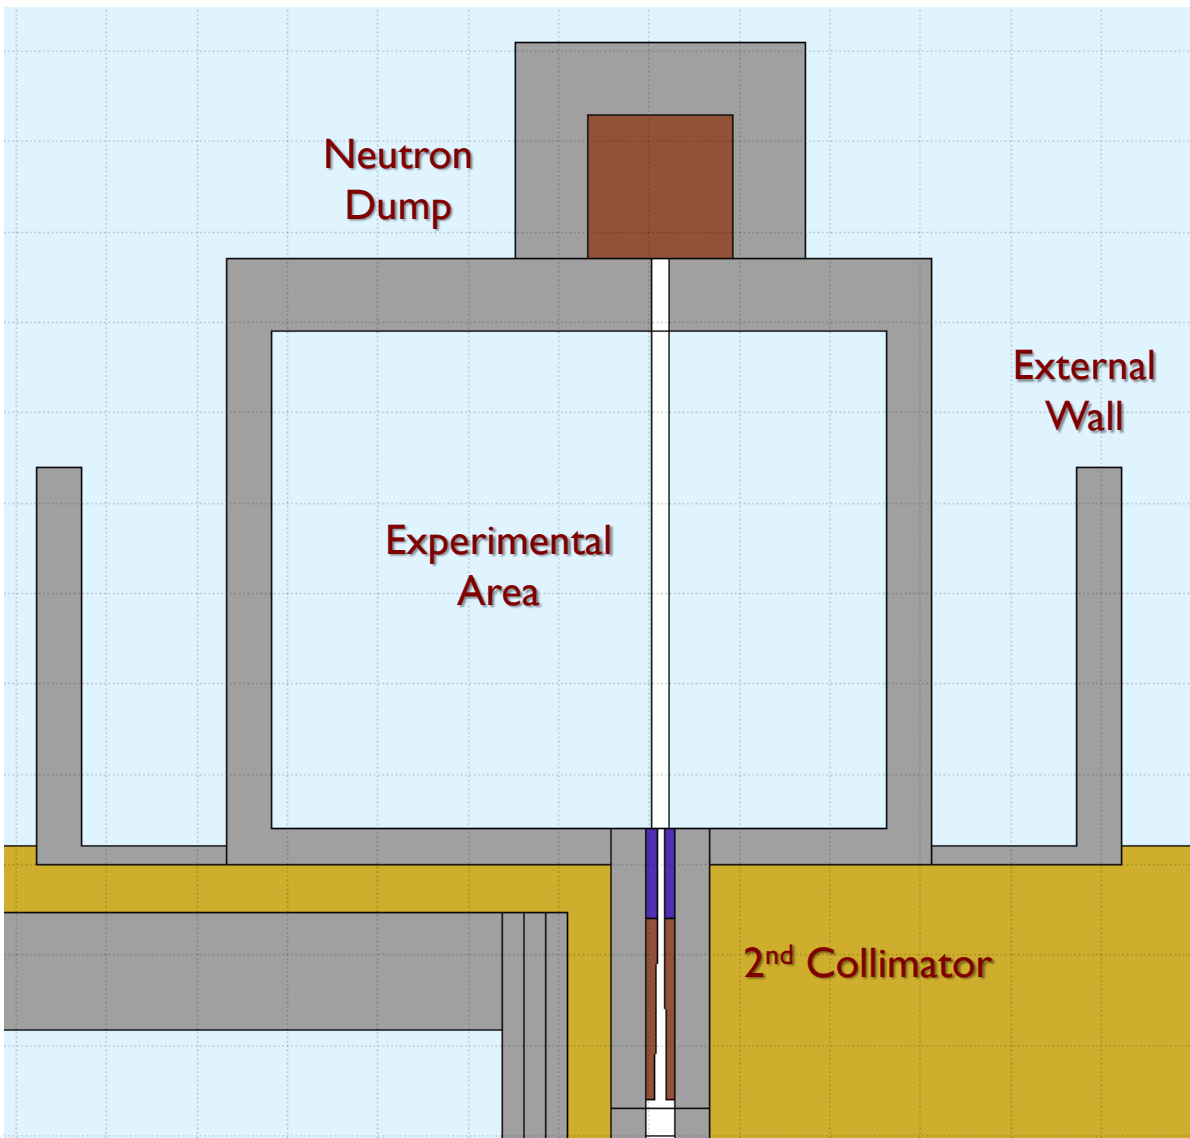 Neutron
Dump
External
Wall
Experimental
Area
2nd Collimator